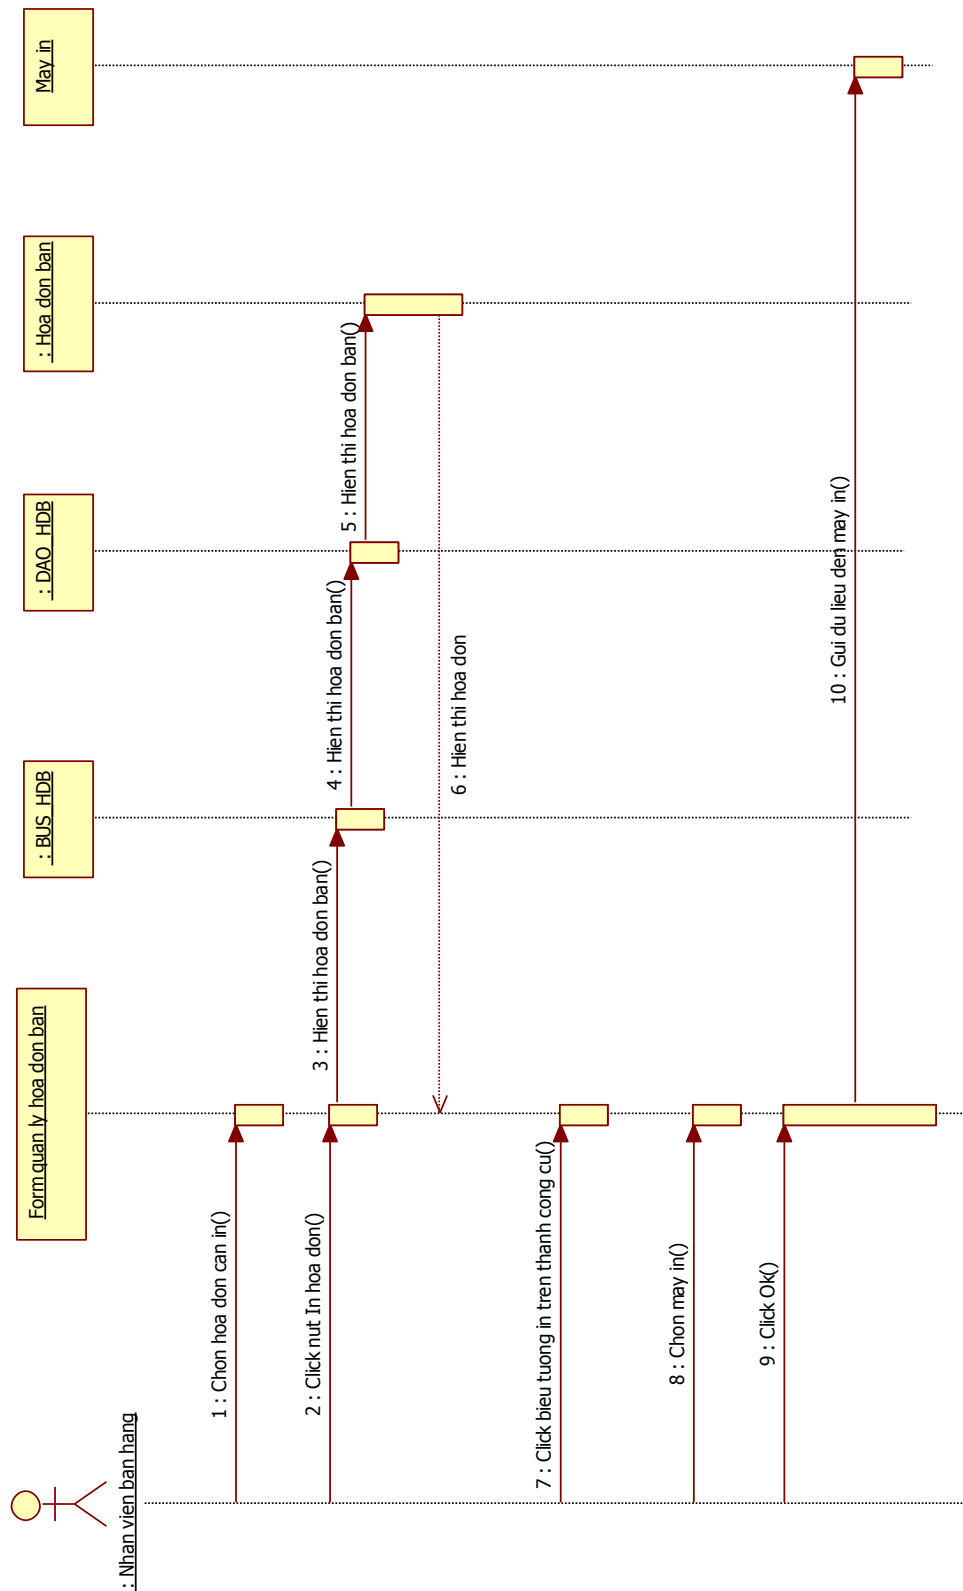 : Nhan vien ban hang
Form quan ly hoa don ban
: BUS_HDB
: DAO_HDB
: Hoa don ban
May in
1 : Chon hoa don can in()
2 : Click nut In hoa don()
3 : Hien thi hoa don ban()
4 : Hien thi hoa don ban()
5 : Hien thi hoa don ban()
6 : Hien thi hoa don
7 : Click bieu tuong in tren thanh cong cu()
8 : Chon may in()
9 : Click Ok()
10 : Gui du lieu den may in()